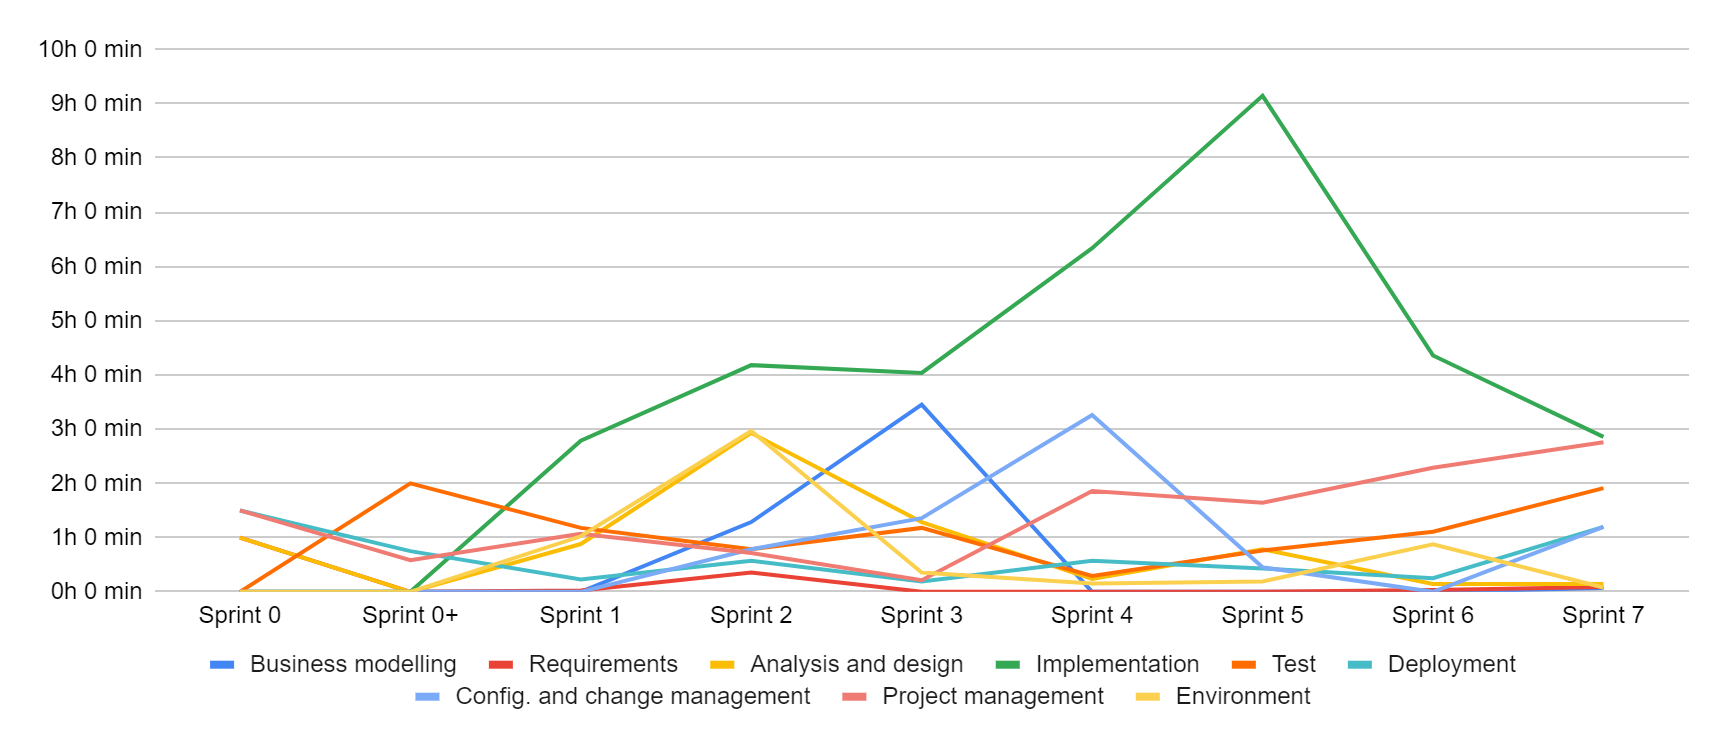 10h 0 min
9h 0 min
8h 0 min
7h 0 min
6h 0 min
5h 0 min
4h 0 min
3h 0 min
2h 0 min
1h 0 min
0h 0 min
Sprint 0 Sprint 0+ Sprint 1 Sprint 2 Sprint 3 Sprint 4 Sprint 5 Sprint 6 Sprint 7
Business modelling Requirements Analysis and design Implementation Test Deployment
Config. and change management Project management Environment